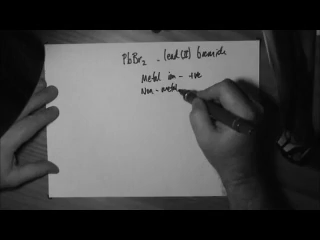 PbBr₂ - lead (II) bromide
Metal ion - +ve
Non-metal